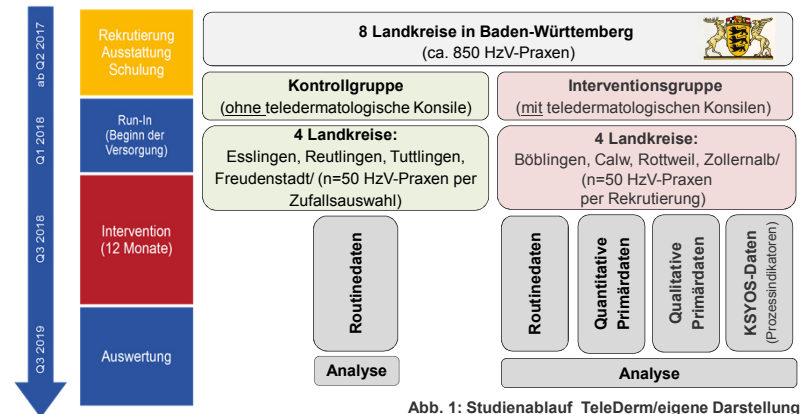 ab Q2 2017
Q1 2018
Q3 2018
Q3 2019
Rekrutierung
Ausstattung
Schulung
Run-In
(Beginn der
Versorgung)
Intervention
(12 Monate)
Auswertung
8 Landkreise in Baden-Württemberg
(ca. 850 HzV-Praxen)
Kontrollgruppe
(ohne teledermatologische Konsile)
Interventionsgruppe
(mit teledermatologischen Konsilen)
4 Landkreise:
Esslingen, Reutlingen, Tuttlingen,
Freudenstadt/ (n=50 HzV-Praxen per
Zufallsauswahl)
4 Landkreise:
Böblingen, Calw, Rottweil, Zollernalb/
(n=50 HzV-Praxen
per Rekrutierung)
Routinedaten
Routinedaten
Quantitative
Primärdaten
Qualitative
Primärdaten
KSYOS-Daten
(Prozessindikatoren)
Analyse
Analyse
Abb. 1: Studienablauf TeleDerm/eigene Darstellung